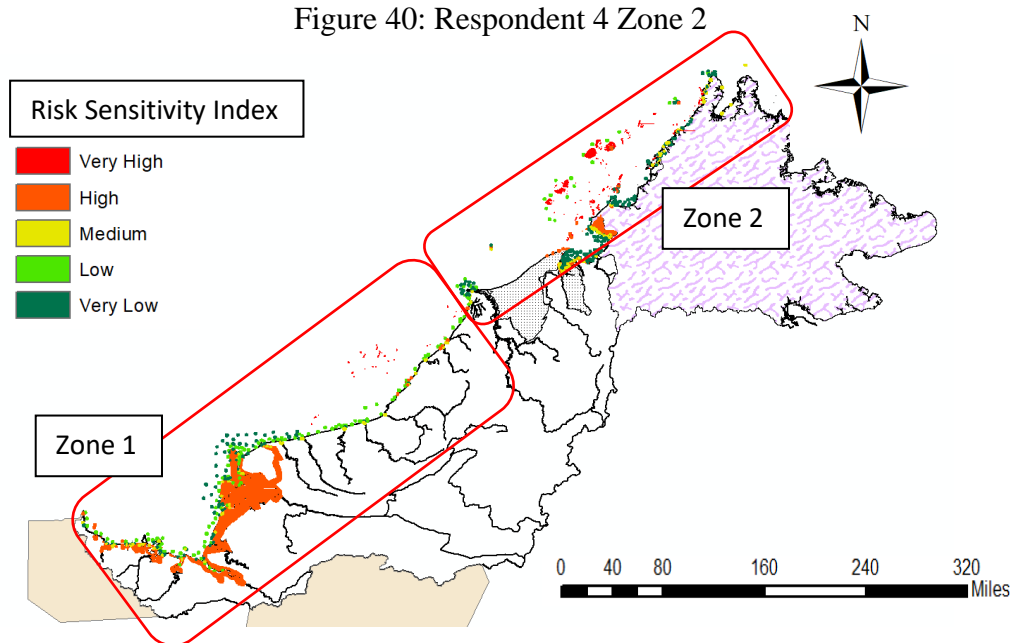 Figure 40: Respondent 4 Zone 2
N
Risk Sensitivity Index
Very High
High
Medium
Low
Very Low
Zone 2
Zone 1
0 40 80 160 240 320
Miles